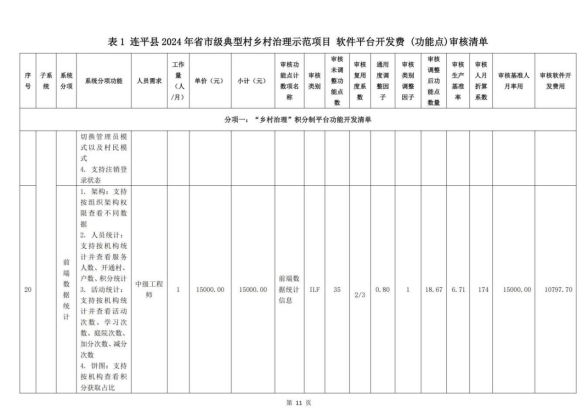 表 1 连平县 2024 年省市级典型村乡村治理示范项目 软件平台开发费 (功能点)审核清单
序号 子系统 系统分项 系统分项功能 人员需求 工作量（人/月） 单价（元） 小计（元） 审核功能点计数项名称 审核类别 审核未调整功能点数 审核复用度系数 通用度调整因子 审核类别调整因子 审核调整后功能点数量 审核生产基准率 审核人月折算系数 审核基准人月率用 审核软件开发费用
分项一：“乡村治理”积分制平台功能开发清单
切换管理员模
式以及村民模
式
4. 支持注销登
录状态
20
前端数据统计
1. 架构：支持
按组织架构权
限查看不同数
据
2. 人员统计：
支持按机构统
计并查看服务
人数、开通村、
户数、积分统计
3. 活动统计：
支持按机构统
计并查看活动
次数、学习次
数、庭院次数、
加分次数、减分
次数
4. 饼图：支持
按机构查看积
分获取占比
中级工程师
1
15000.00
15000.00
前端数据统计信息
ILF
35
2/3
0.80
1
18.67
6.71
174
15000.00
10797.70
第 11 页